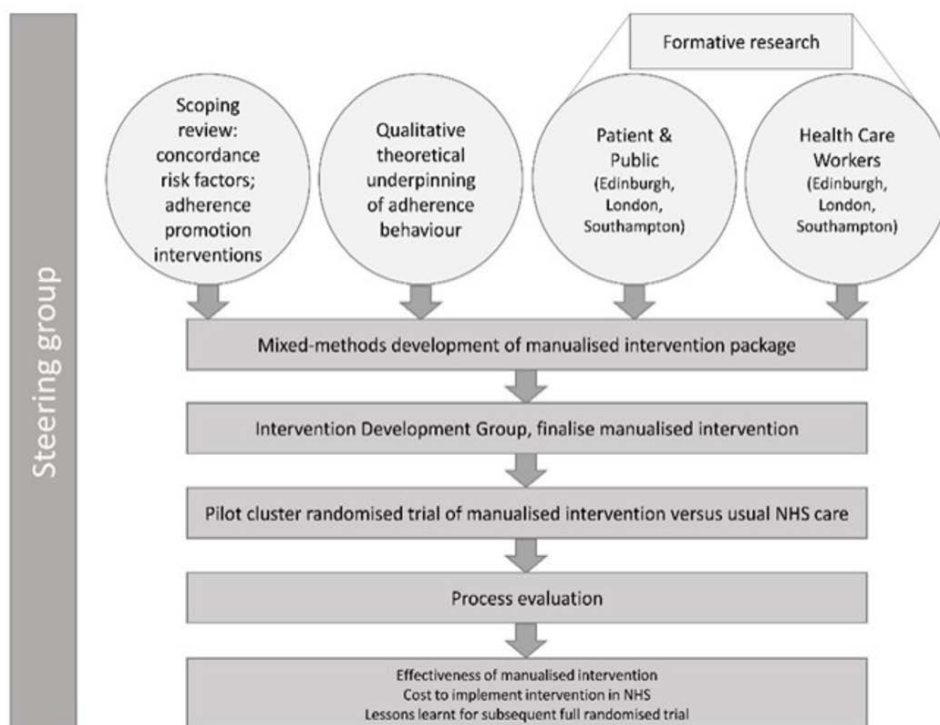 Steering group
Formative research
Scoping
review:
concordance
risk factors;
adherence
promotion
interventions
Qualitative
theoretical
underpinning
of adherence
behaviour
Patient &
Public
(Edinburgh,
London,
Southampton)
Health Care
Workers
(Edinburgh,
London,
Southampton)
Mixed-methods development of manualised intervention package
Intervention Development Group, finalise manualised intervention
Pilot cluster randomised trial of manualised intervention versus usual NHS care
Process evaluation
Effectiveness of manualised intervention
Cost to implement intervention in NHS
Lessons learnt for subsequent full randomised trial